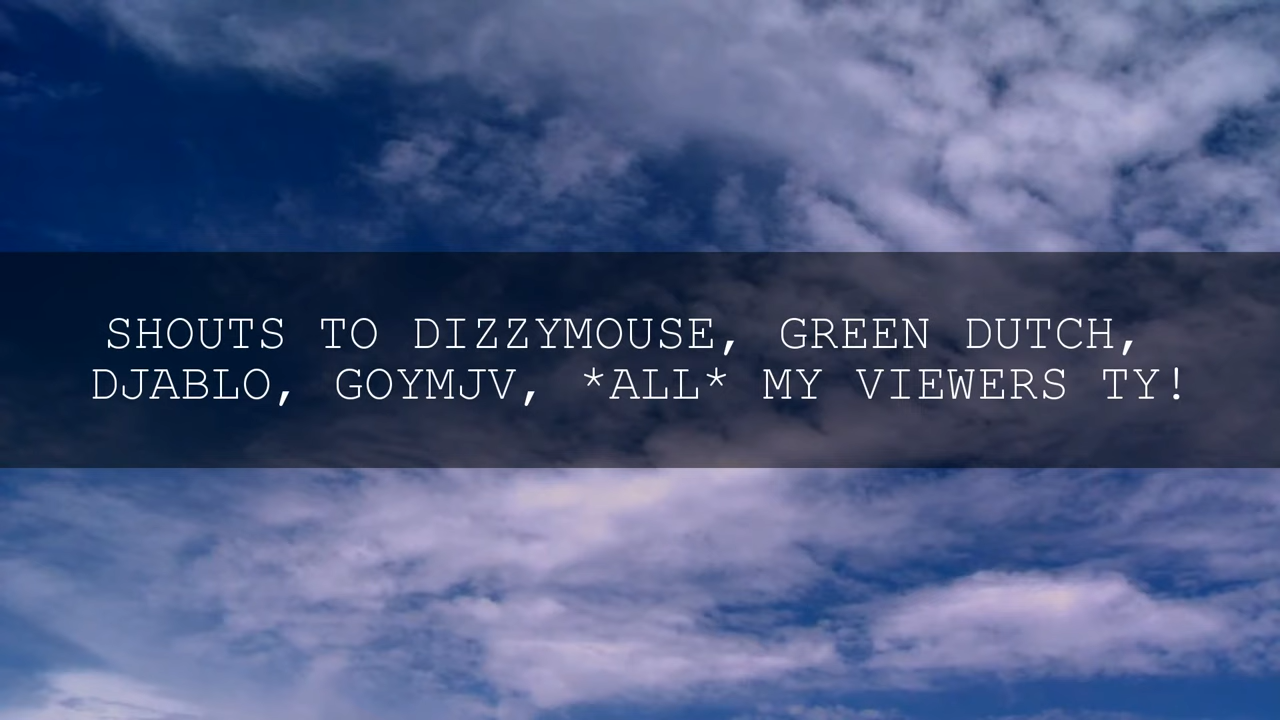 SHOUTS TO DIZZYMOUSE, GREEN DUTCH,
DJABLO, GOYMJV, *ALL* MY VIEWERS TY!